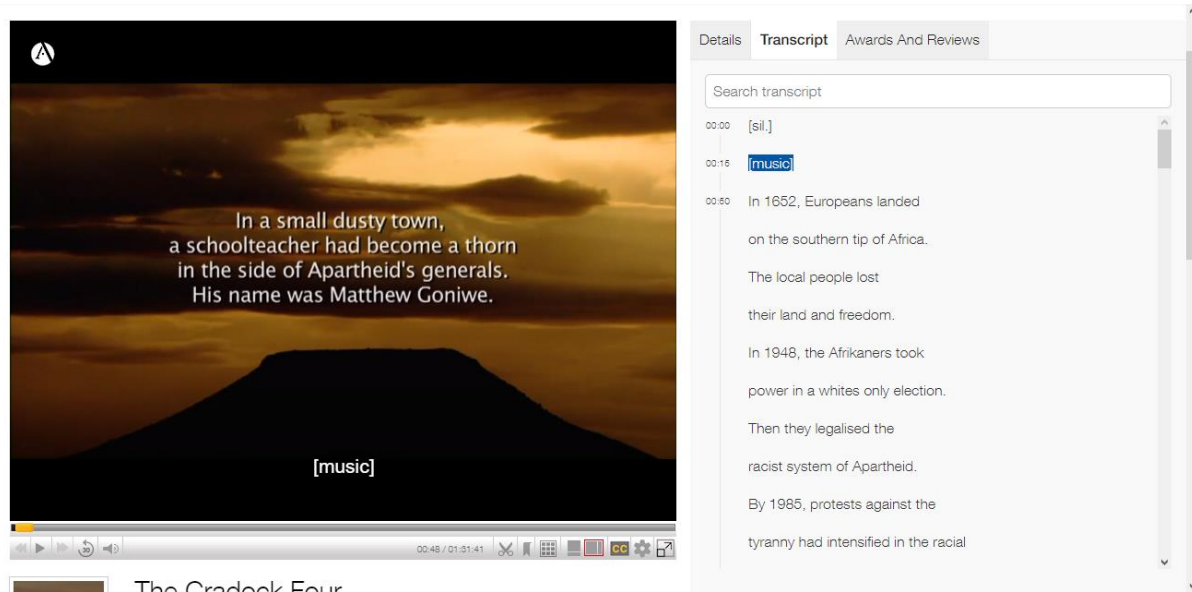 In a small dusty town,
a schoolteacher had become a thorn
in the side of Apartheid's generals.
His name was Matthew Goniwe.
[music]
00:48 / 01:31:41
CC
The Cradock Four
Details Transcript Awards And Reviews
Search transcript
00:00 [sil.]
00:15 [music]
00:50 In 1652, Europeans landed
on the southern tip of Africa.
The local people lost
their land and freedom.
In 1948, the Afrikaners took
power in a whites only election.
Then they legalised the
racist system of Apartheid.
By 1985, protests against the
tyranny had intensified in the racial